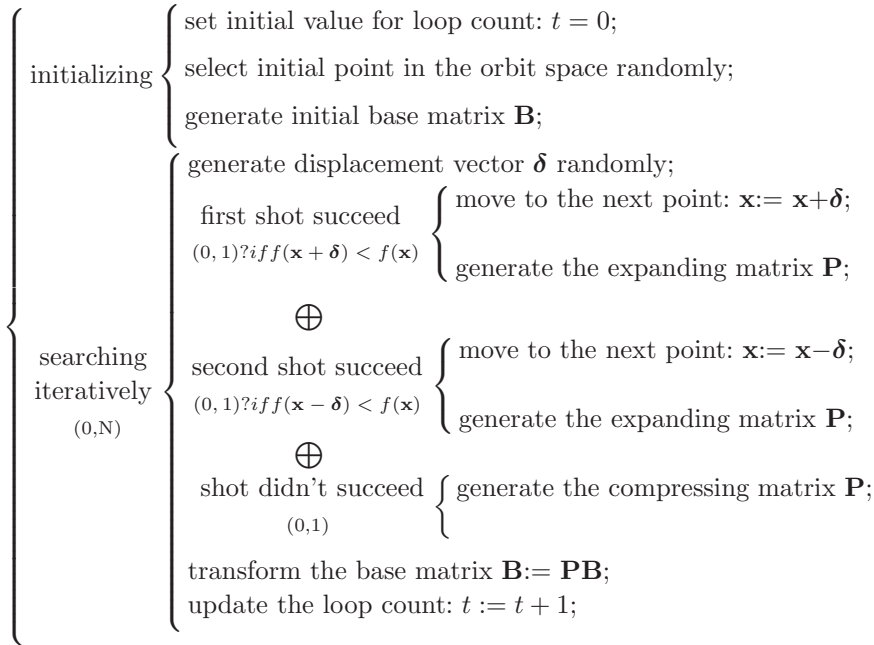 set initial value for loop count: t = 0;
initializing
select initial point in the orbit space randomly;
generate initial base matrix B;
generate displacement vector δ randomly;
first shot succeed
(0, 1)?iff(x + δ) < f(x)
move to the next point: x:= x+δ;
generate the expanding matrix P;
⊕
searching
iteratively
(0,N)
second shot succeed
(0, 1)?iff(x − δ) < f(x)
move to the next point: x:= x−δ;
generate the expanding matrix P;
⊕
shot didn't succeed
(0,1)
generate the compressing matrix P;
transform the base matrix B:= PB;
update the loop count: t := t + 1;